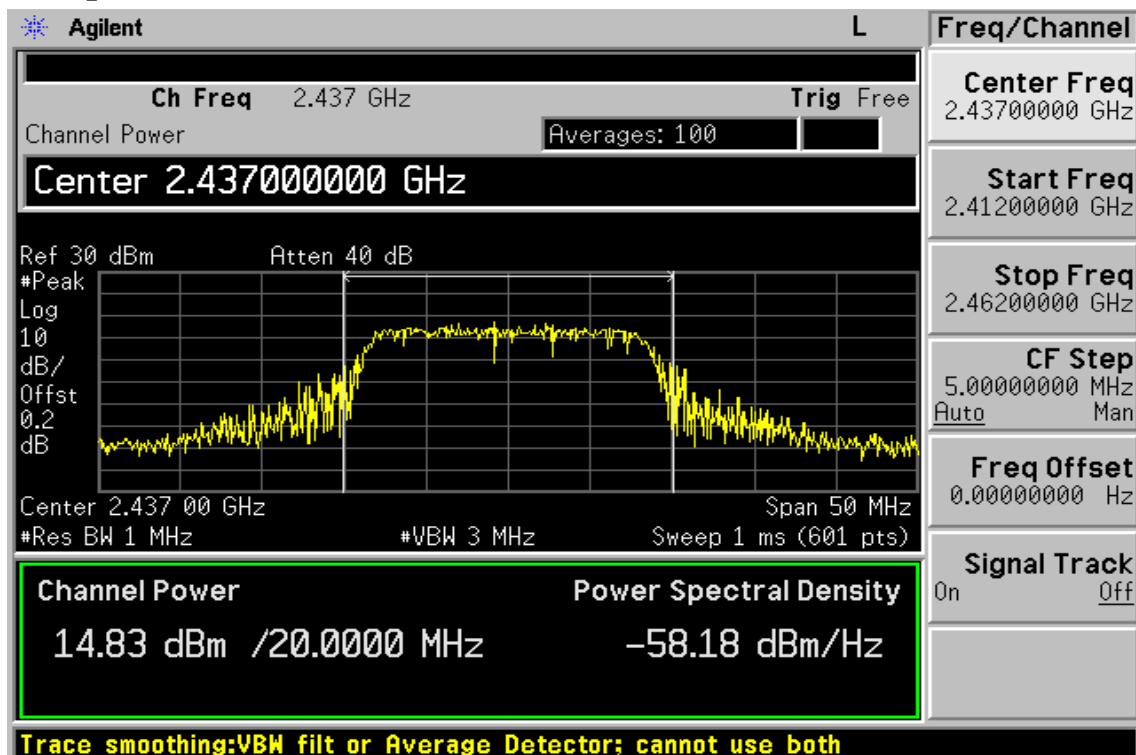 Agilent L
Ch Freq 2.437 GHz Trig Free
Channel Power Averages: 100
Center 2.437000000 GHz
Ref 30 dBm Atten 40 dB
#Peak
Log
10
dB/
Offst
0.2
dB
Center 2.437 00 GHz Span 50 MHz
#Res BW 1 MHz #VBW 3 MHz Sweep 1 ms (601 pts)
Channel Power Power Spectral Density
14.83 dBm /20.0000 MHz -58.18 dBm/Hz
Trace smoothing:VBW filt or Average Detector; cannot use both
Freq/Channel
Center Freq
2.43700000 GHz
Start Freq
2.41200000 GHz
Stop Freq
2.46200000 GHz
CF Step
5.00000000 MHz
Auto Man
Freq Offset
0.00000000 Hz
Signal Track
On Off